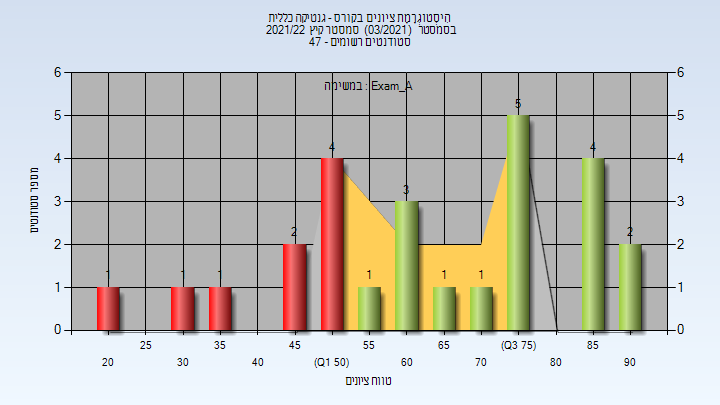 הִיסְטוֹגְרָמַת ציונים בקורס - גנטיקה כללית
בסמסטר (03/2021) סמסטר קיץ 2021/22
סטודנטים רשומים - 47
במשימה : Exam_A
מספר סטודנטים
6 6
5 5
4 4
3 3
2 2
1 1
0 0
1 1 1 2 4 1 3 1 1 5 4 2
25 35 45 55 65 (Q3 75) 85
20 30 40 (Q1 50) 60 70 80 90
טווח ציונים